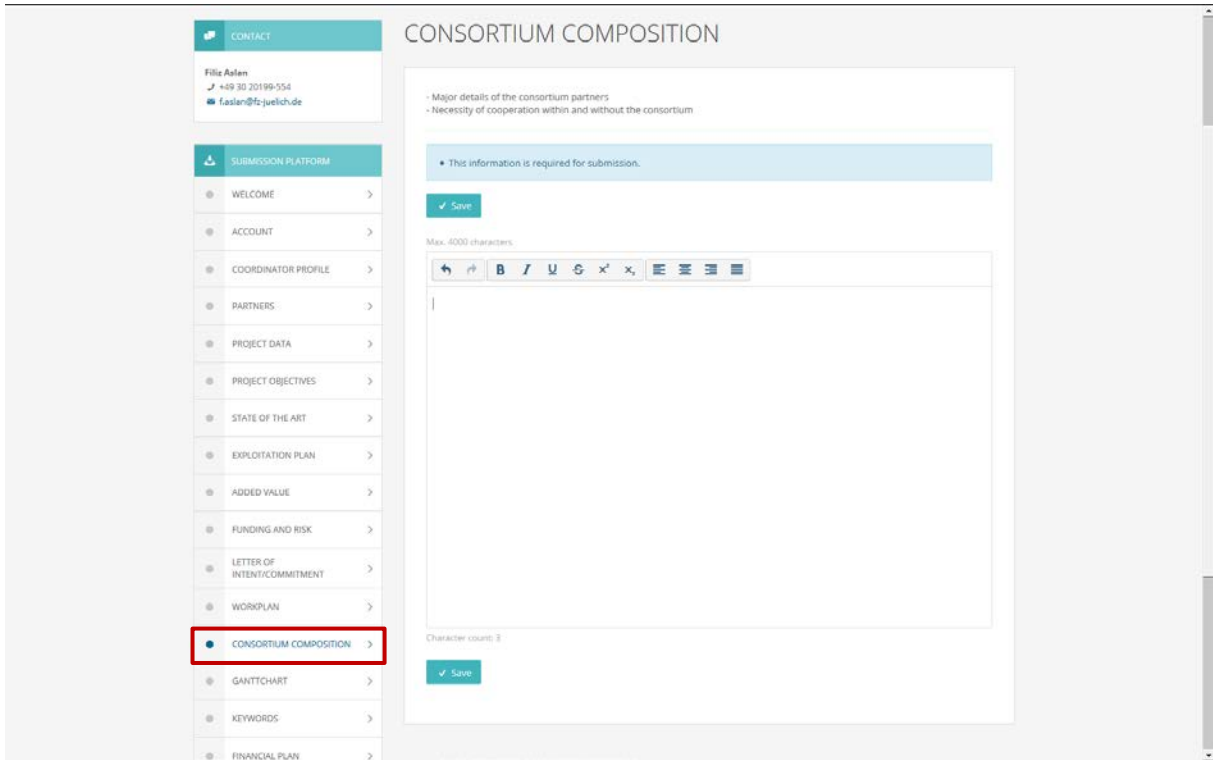 CONTACT
Filiz Aslan
+49 30 20199-554
f.aslan@fz-juelich.de
SUBMISSION PLATFORM
WELCOME
ACCOUNT
COORDINATOR PROFILE
PARTNERS
PROJECT DATA
PROJECT OBJECTIVES
STATE OF THE ART
EXPLOITATION PLAN
ADDED VALUE
FUNDING AND RISK
LETTER OF
INTENT/COMMITMENT
WORKPLAN
CONSORTIUM COMPOSITION
GANTTCHART
KEYWORDS
FINANCIAL PLAN
CONSORTIUM COMPOSITION
- Major details of the consortium partners
- Necessity of cooperation within and without the consortium
• This information is required for submission.
✓ Save
Max. 4000 characters
B I U S x² x₂
Character count: 3
✓ Save